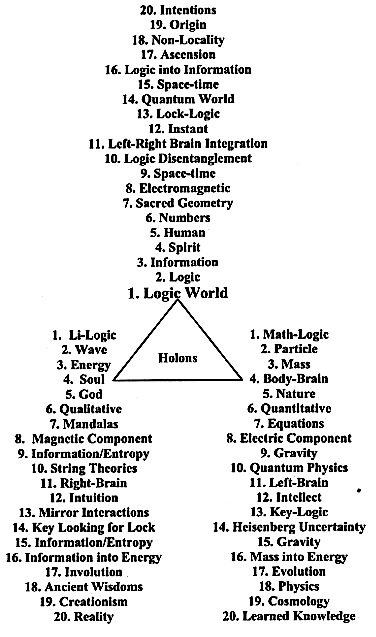 20. Intentions
19. Origin
18. Non-Locality
17. Ascension
16. Logic into Information
15. Space-time
14. Quantum World
13. Lock-Logic
12. Instant
11. Left-Right Brain Integration
10. Logic Disentanglement
9. Space-time
8. Electromagnetic
7. Sacred Geometry
6. Numbers
5. Human
4. Spirit
3. Information
2. Logic
1. Logic World
Holons
1. Li-Logic
2. Wave
3. Energy
4. Soul
5. God
6. Qualitative
7. Mandalas
8. Magnetic Component
9. Information/Entropy
10. String Theories
11. Right-Brain
12. Intuition
13. Mirror Interactions
14. Key Looking for Lock
15. Information/Entropy
16. Information into Energy
17. Involution
18. Ancient Wisdoms
19. Creationism
20. Reality
1. Math-Logic
2. Particle
3. Mass
4. Body-Brain
5. Nature
6. Quantitative
7. Equations
8. Electric Component
9. Gravity
10. Quantum Physics
11. Left-Brain
12. Intellect
13. Key-Logic
14. Heisenberg Uncertainty
15. Gravity
16. Mass into Energy
17. Evolution
18. Physics
19. Cosmology
20. Learned Knowledge